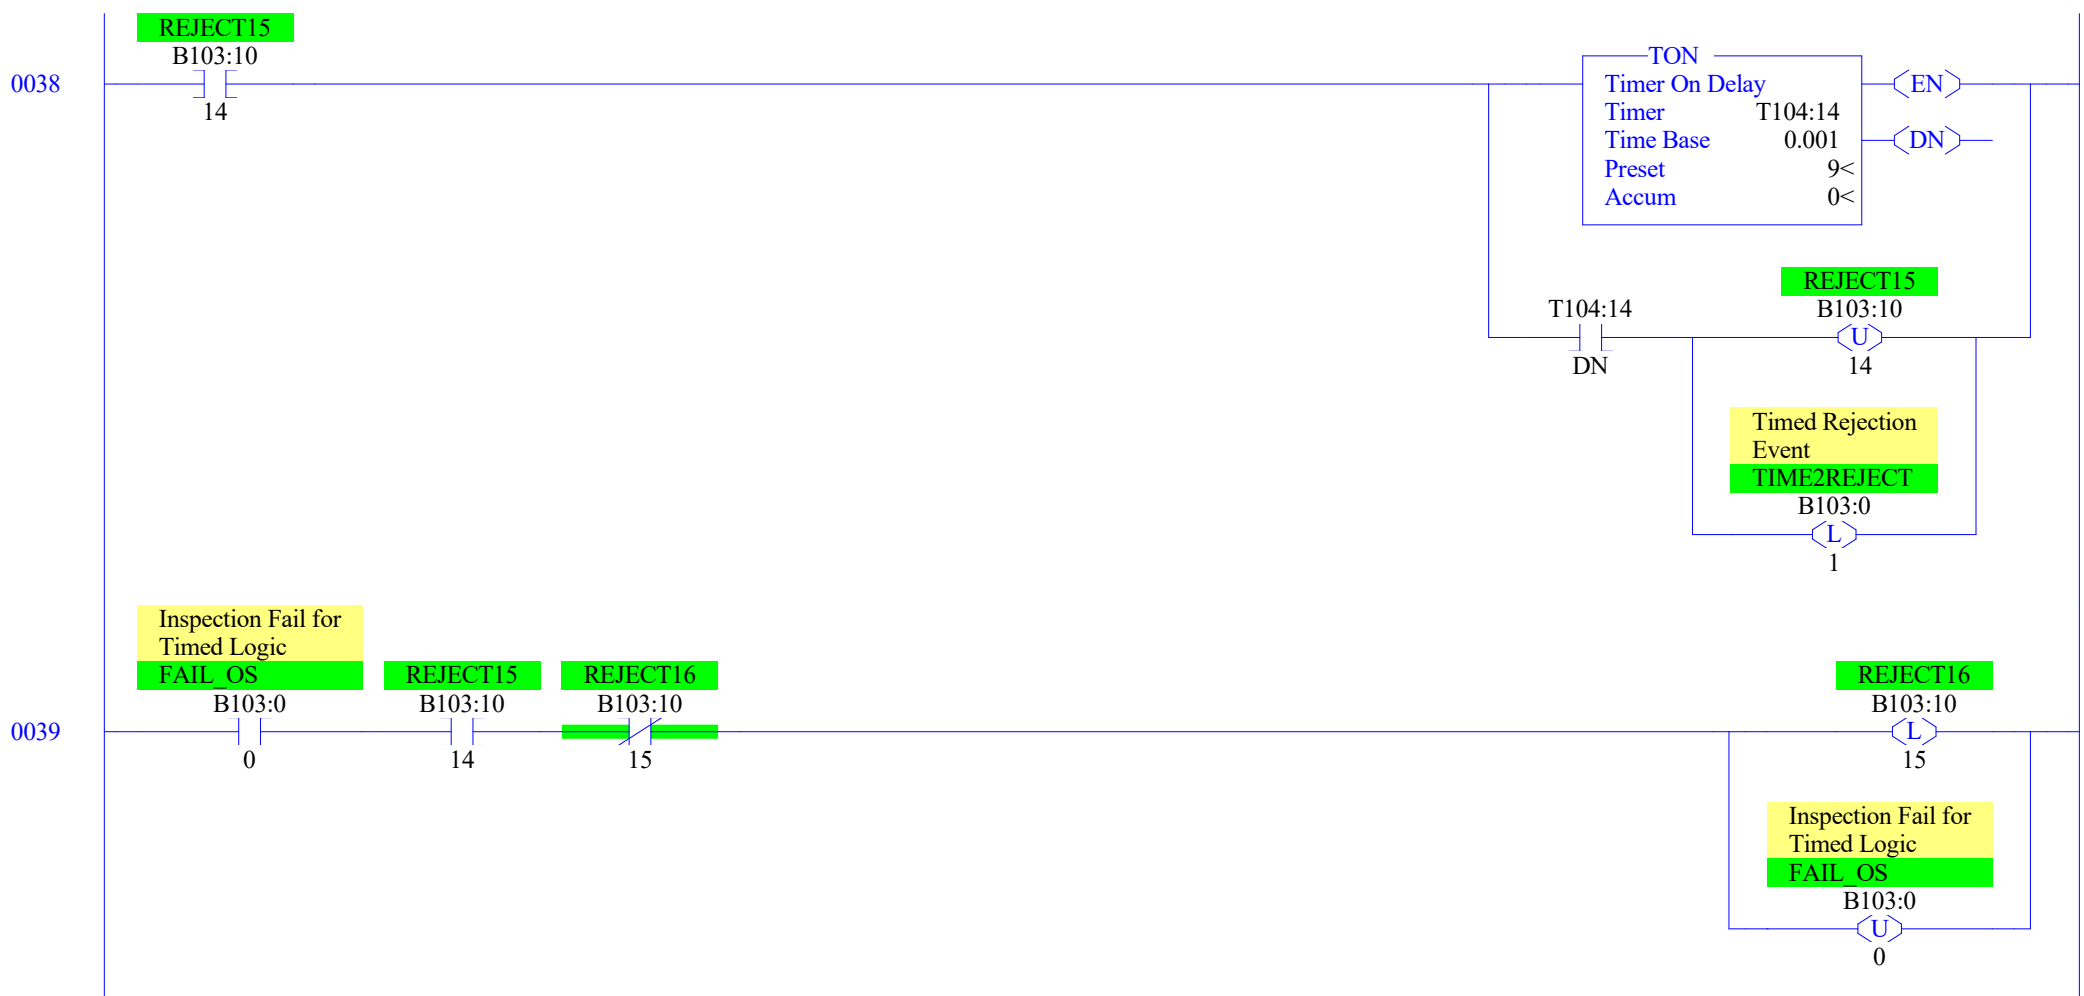 REJECT15
B103:10
0038
14
TON
Timer On Delay
Timer T104:14
Time Base 0.001
Preset 9<
Accum 0<
EN
DN
T104:14
DN
REJECT15
B103:10
U
14
Timed Rejection
Event
TIME2REJECT
B103:0
L
1
0039
Inspection Fail for
Timed Logic
FAIL_OS
B103:0
0
REJECT15
B103:10
14
REJECT16
B103:10
15
REJECT16
B103:10
L
15
Inspection Fail for
Timed Logic
FAIL_OS
B103:0
U
0